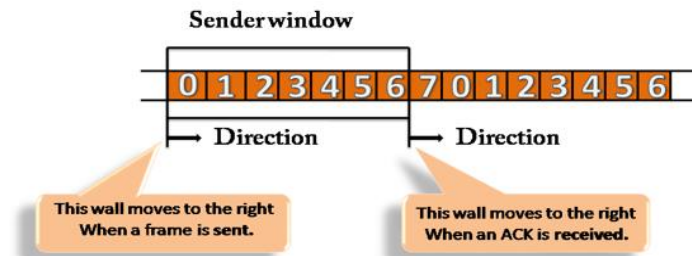 Sender window
0 1 2 3 4 5 6 7 0 1 2 3 4 5 6
Direction Direction
This wall moves to the right
When a frame is sent.
This wall moves to the right
When an ACK is received.